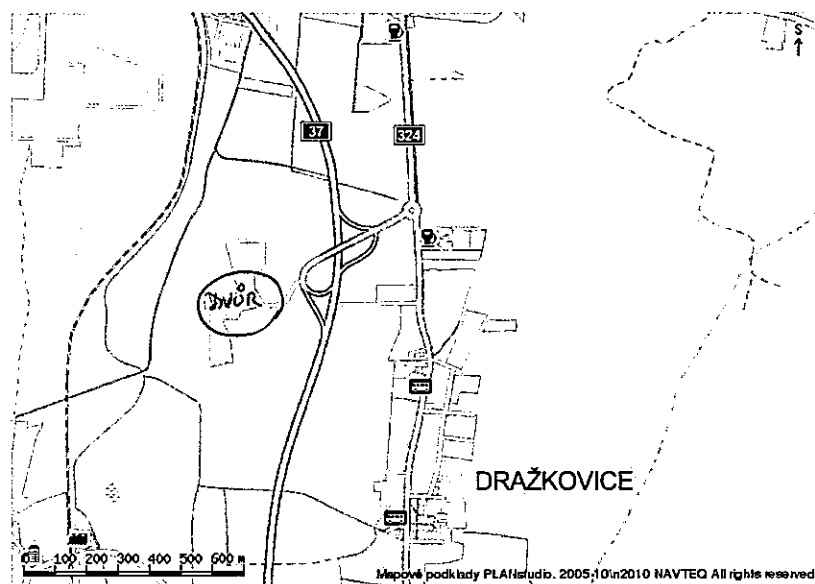 S
37
324
DVŮR
DRAŽKOVICE
0 100 200 300 400 500 600 m
Mapové podklady PLANstudio, 2005-10\n2010 NAVTEQ All rights reserved